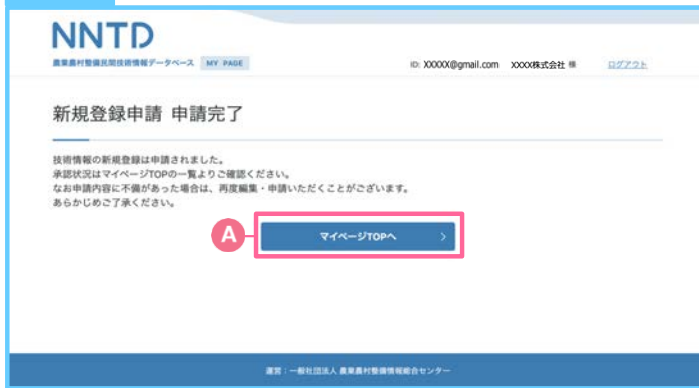 NNTD
農業農村整備民間技術情報データベース MY PAGE
ID: XXXXX@gmail.com XXXX株式会社 様 ログアウト
新規登録申請 申請完了
技術情報の新規登録は申請されました。
承認状況はマイページTOPの一覧よりご確認ください。
なお申請内容に不備があった場合は、再度編集・申請いただくことがございます。
あらかじめご了承ください。
A マイページTOPへ
運営：一般社団法人 農業農村整備情報総合センター